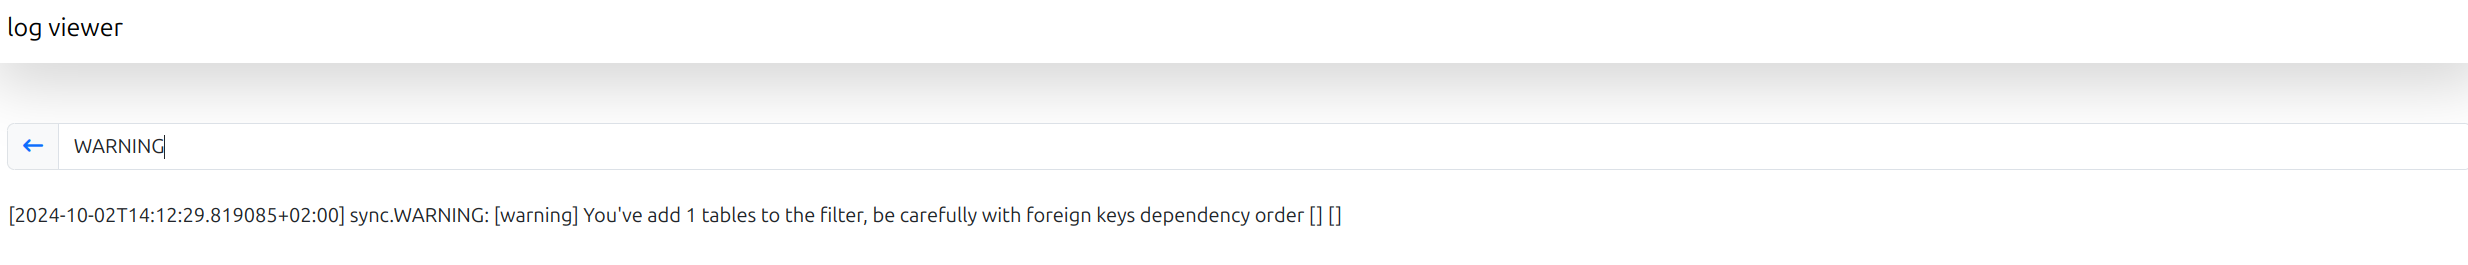 log viewer
WARNING
[2024-10-02T14:12:29.819085+02:00] sync.WARNING: [warning] You've add 1 tables to the filter, be carefully with foreign keys dependency order [] []